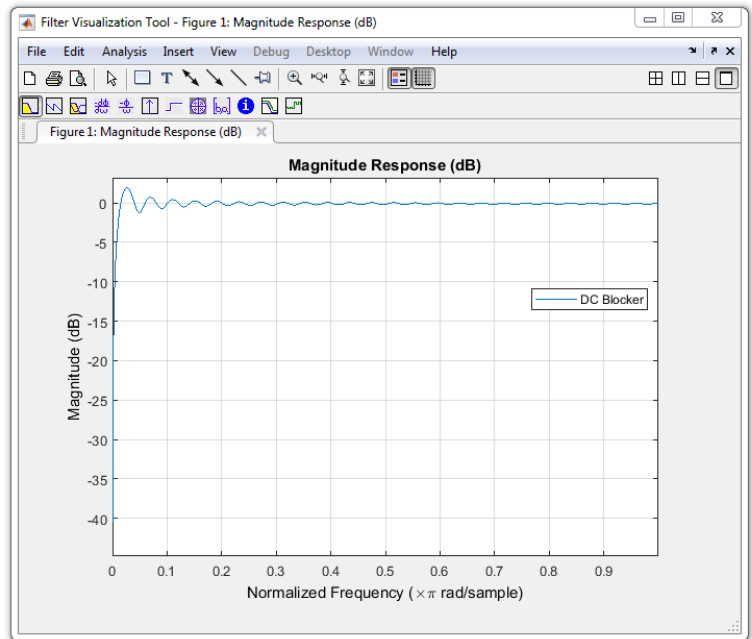 Filter Visualization Tool - Figure 1: Magnitude Response (dB)
File Edit Analysis Insert View Debug Desktop Window Help
Figure 1: Magnitude Response (dB)
Magnitude Response (dB)
0
-5
-10
-15
-20
-25
-30
-35
-40
Magnitude (dB)
DC Blocker
0 0.1 0.2 0.3 0.4 0.5 0.6 0.7 0.8 0.9
Normalized Frequency (×π rad/sample)